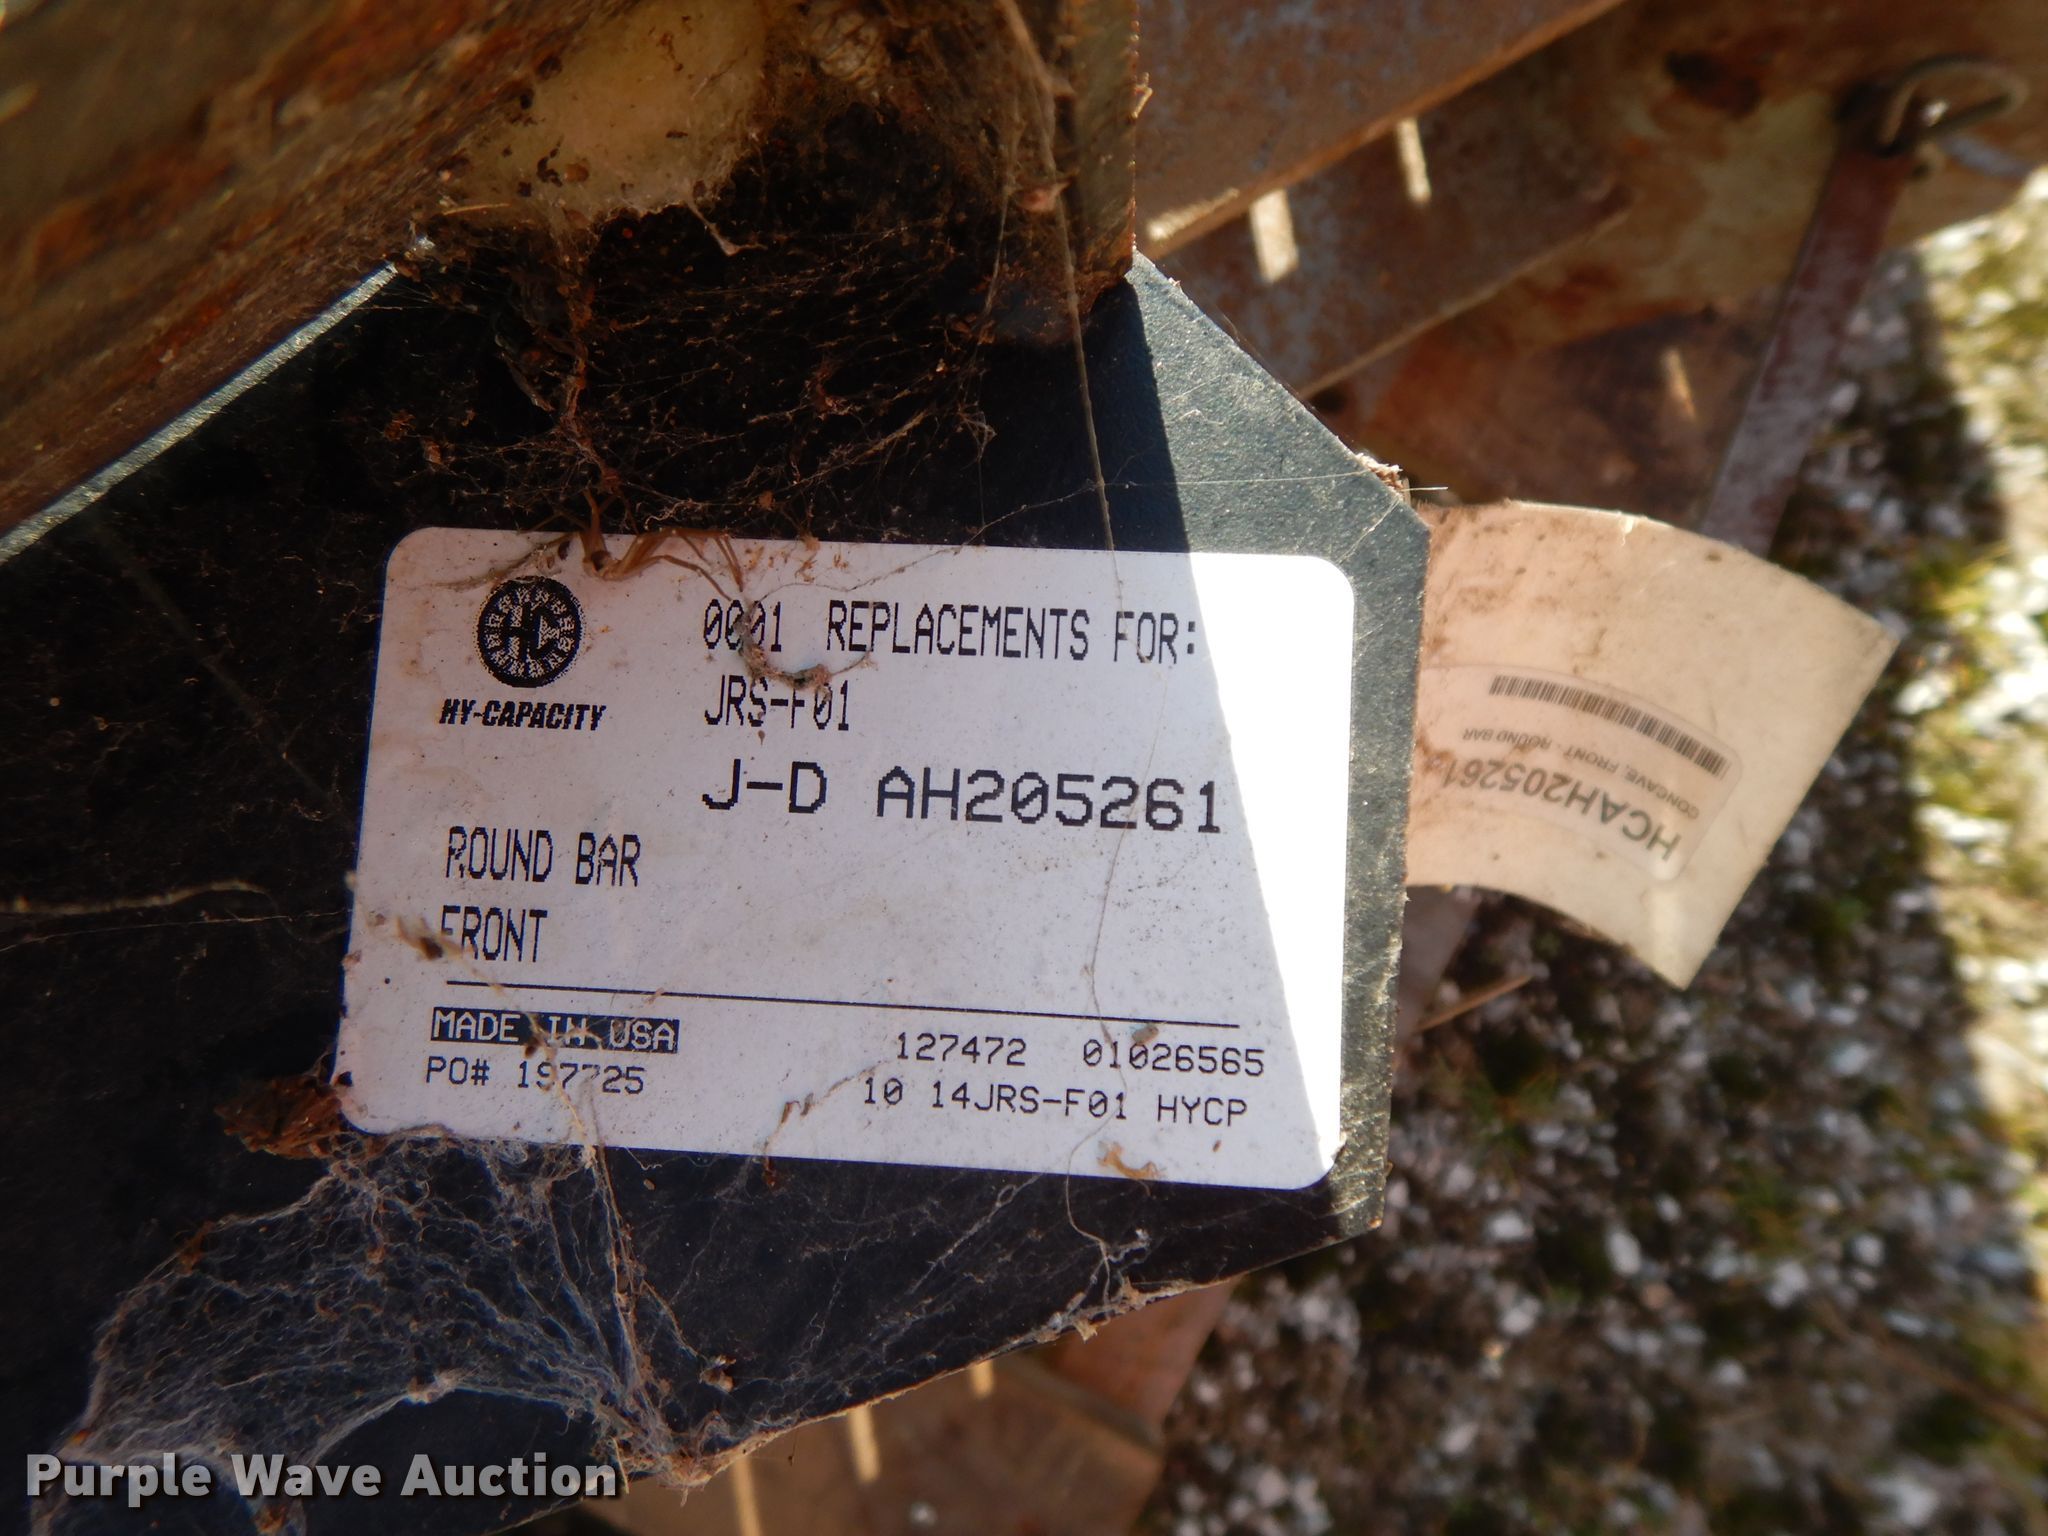 HC
HY-CAPACITY
0001 REPLACEMENTS FOR:
JRS-F01
J-D AH205261
ROUND BAR
FRONT
MADE IN USA
PO# 197725
127472 01026565
10 14JRS-F01 HYCP
HCAH205261
CONCAVE, FRONT - ROUND BAR
Purple Wave Auction